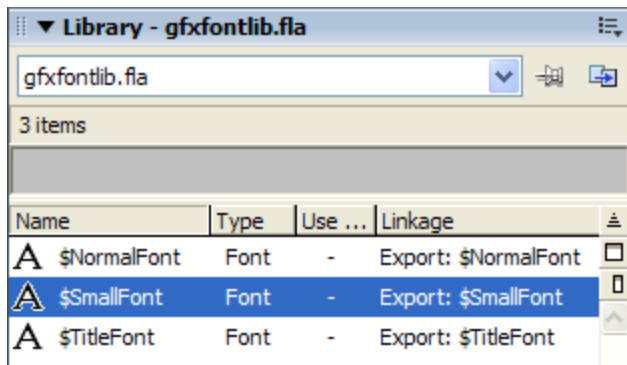 Library - gfxfontlib.fla
gfxfontlib.fla
3 items
Name Type Use ... Linkage
$NormalFont Font - Export: $NormalFont
$SmallFont Font - Export: $SmallFont
$TitleFont Font - Export: $TitleFont